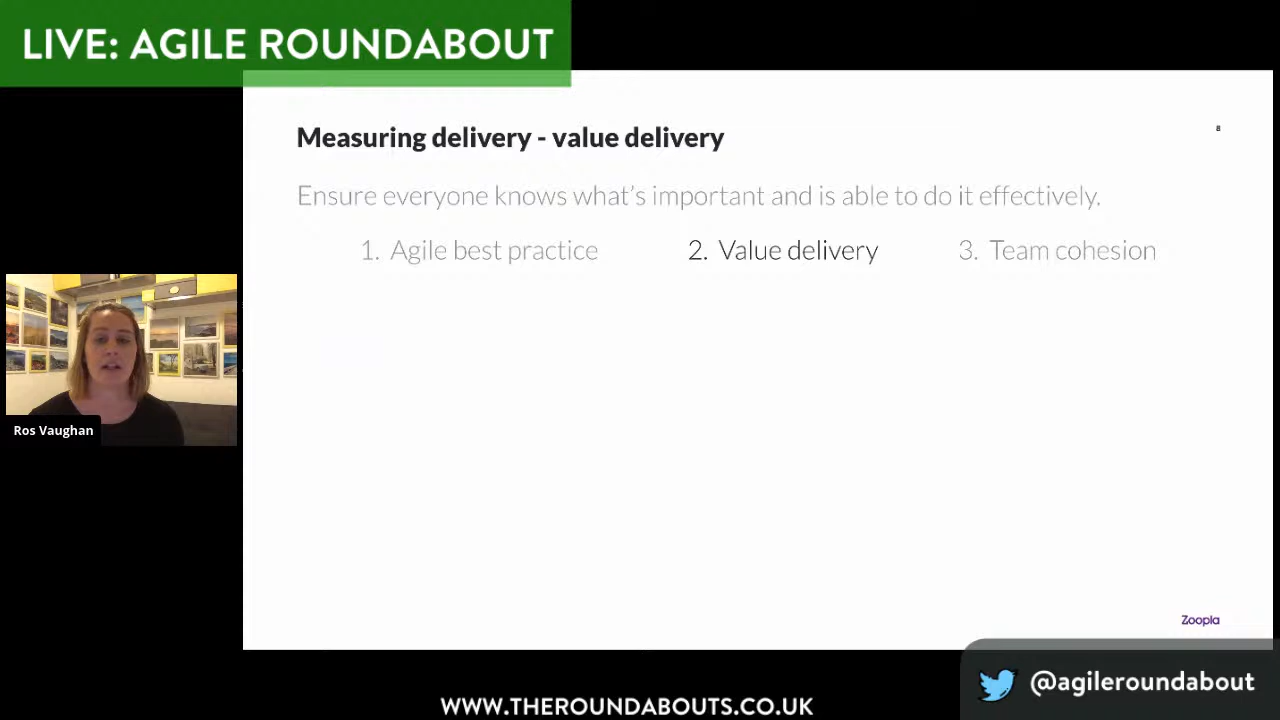 LIVE: AGILE ROUNDABOUT
Measuring delivery - value delivery
8
Ensure everyone knows what's important and is able to do it effectively.
1. Agile best practice
2. Value delivery
3. Team cohesion
Ros Vaughan
Zoopla
@agileroundabout
WWW.THEROUNDABOUTS.CO.UK